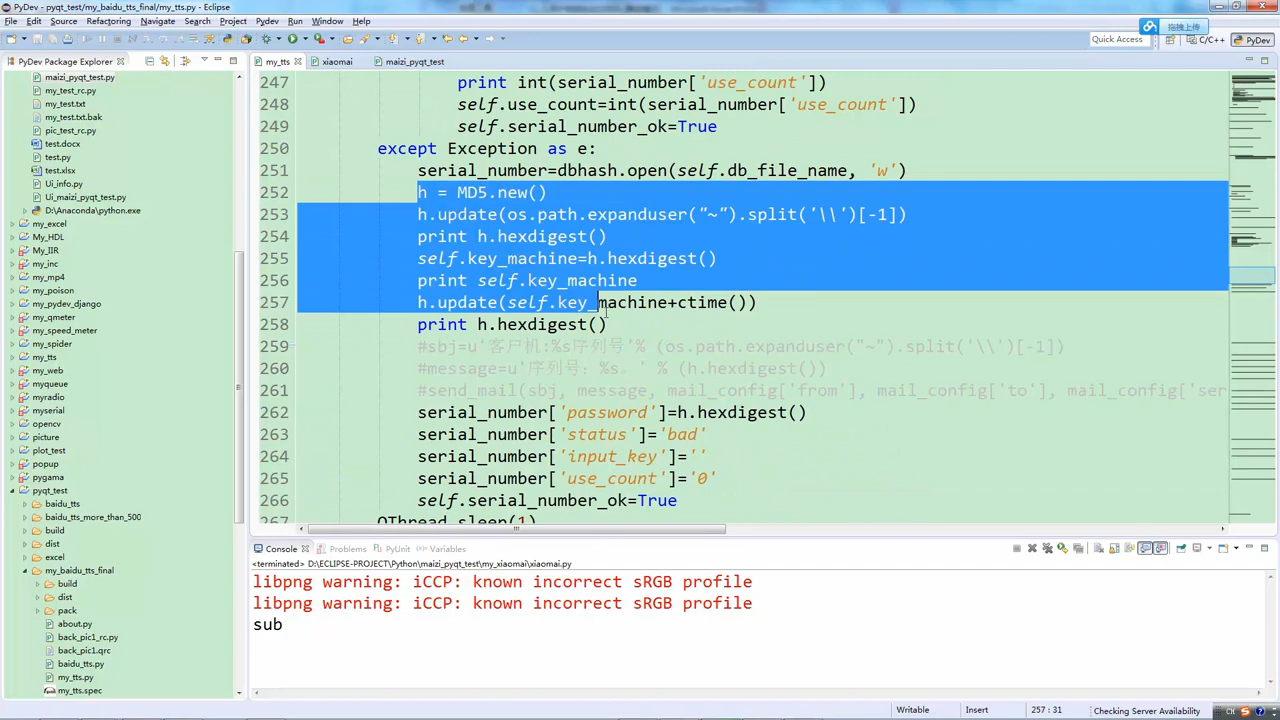 PyDev - pyqt_test/my_baidu_tts_final/my_tts.py - Eclipse
File Edit Source Refactoring Navigate Search Project Pydev Run Window Help
拖拽上传
Quick Access
C/C++
PyDev
PyDev Package Explorer
my_tts
xiaomai
maizi_pyqt_test
maizi_pyqt_test.py
my_test_rc.py
my_test.txt
my_test.txt.bak
pic_test_rc.py
test.docx
test.py
test.xlsx
Ui_info.py
Ui_maizi_pyqt_test.py
D:\Anaconda\python.exe
my_excel
My_HDL
My_IIR
my_inc
my_mp4
my_poison
my_pydev_django
my_qmeter
my_speed_meter
my_tts
my_web
myqueue
myradio
myserial
opencv
picture
plot_test
popup
pygama
pyqt_test
baidu_tts
baidu_tts_more_than_500
build
dist
excel
my_baidu_tts_final
build
dist
pack
about.py
back_pic1_rc.py
back_pic1.qrc
baidu_tts.py
my_tts.py
my_tts.spec
247 print int(serial_number['use_count'])
248 self.use_count=int(serial_number['use_count'])
249 self.serial_number_ok=True
250 except Exception as e:
251 serial_number=dbhash.open(self.db_file_name, 'w')
252 h = MD5.new()
253 h.update(os.path.expanduser("~").split('\\')[-1])
254 print h.hexdigest()
255 self.key_machine=h.hexdigest()
256 print self.key_machine
257 h.update(self.key_machine+ctime())
258 print h.hexdigest()
259 #sbj=u'客户机:%s序列号'% (os.path.expanduser("~").split('\\')[-1])
260 #message=u'序列号：%s。' % (h.hexdigest())
261 #send_mail(sbj, message, mail_config['from'], mail_config['to'], mail_config['ser
262 serial_number['password']=h.hexdigest()
263 serial_number['status']='bad'
264 serial_number['input_key']=''
265 serial_number['use_count']='0'
266 self.serial_number_ok=True
267 QThread.sleep(1)
Console Problems PyUnit Variables
<terminated> D:\ECLIPSE-PROJECT\Python\maizi_pyqt_test\my_xiaomai\xiaomai.py
libpng warning: iCCP: known incorrect sRGB profile
libpng warning: iCCP: known incorrect sRGB profile
sub
Writable Insert 257 : 31 Checking Server Availability